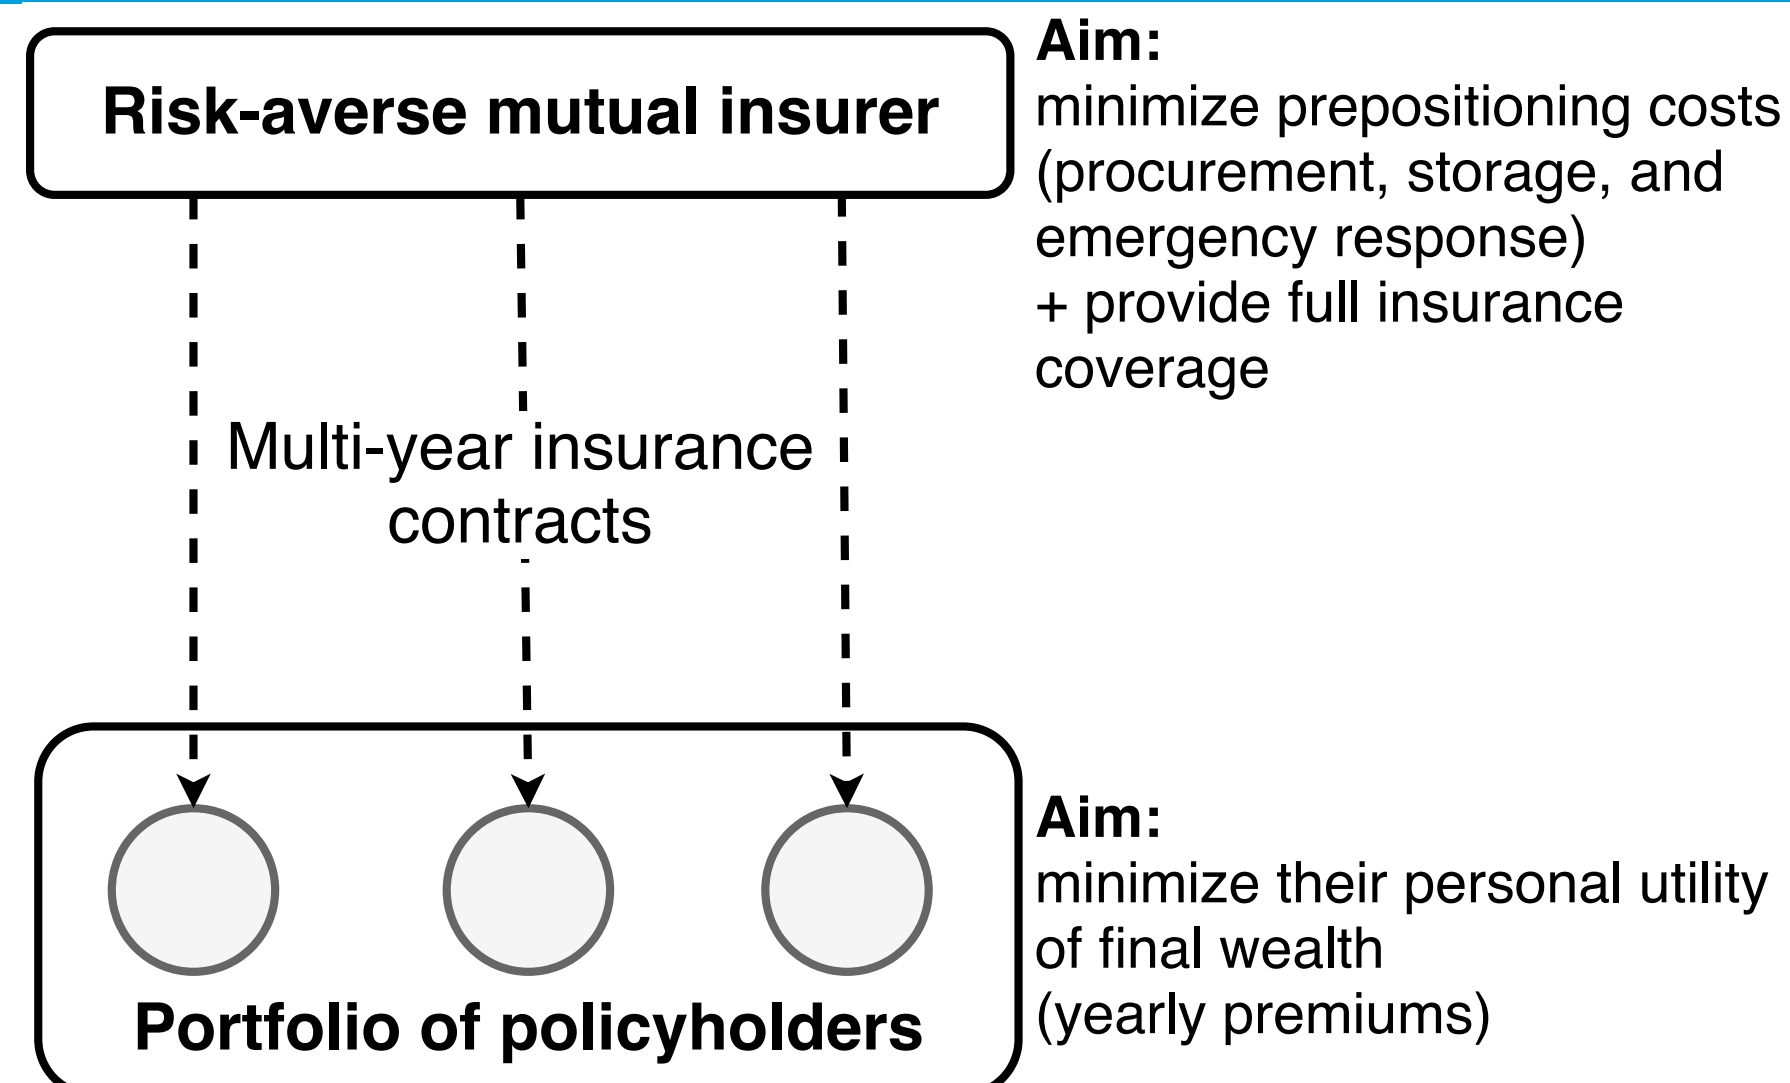 Risk-averse mutual insurer
Aim:
minimize prepositioning costs
(procurement, storage, and
emergency response)
+ provide full insurance
coverage
Multi-year insurance
contracts
Portfolio of policyholders
Aim:
minimize their personal utility
of final wealth
(yearly premiums)